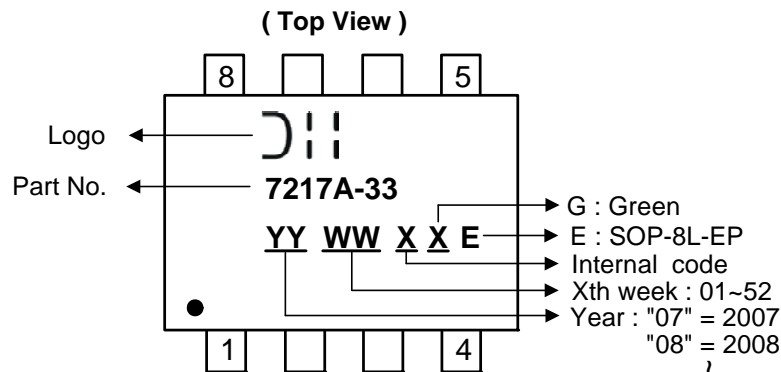 ( Top View )
8 5
Logo
Part No.
7217A-33
YY WW X X E
G : Green
E : SOP-8L-EP
Internal code
Xth week : 01~52
Year : "07" = 2007
"08" = 2008
~
1 4